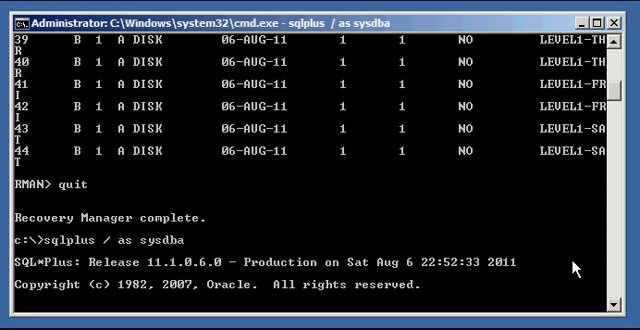 Administrator: C:\Windows\system32\cmd.exe - sqlplus / as sysdba
39 B 1 A DISK 06-AUG-11 1 1 NO LEVEL1-TH
R
40 B 1 A DISK 06-AUG-11 1 1 NO LEVEL1-TH
R
41 B 1 A DISK 06-AUG-11 1 1 NO LEVEL1-FR
I
42 B 1 A DISK 06-AUG-11 1 1 NO LEVEL1-FR
I
43 B 1 A DISK 06-AUG-11 1 1 NO LEVEL1-SA
T
44 B 1 A DISK 06-AUG-11 1 1 NO LEVEL1-SA
T
RMAN> quit
Recovery Manager complete.
c:\>sqlplus / as sysdba
SQL*Plus: Release 11.1.0.6.0 - Production on Sat Aug 6 22:52:33 2011
Copyright (c) 1982, 2007, Oracle. All rights reserved.